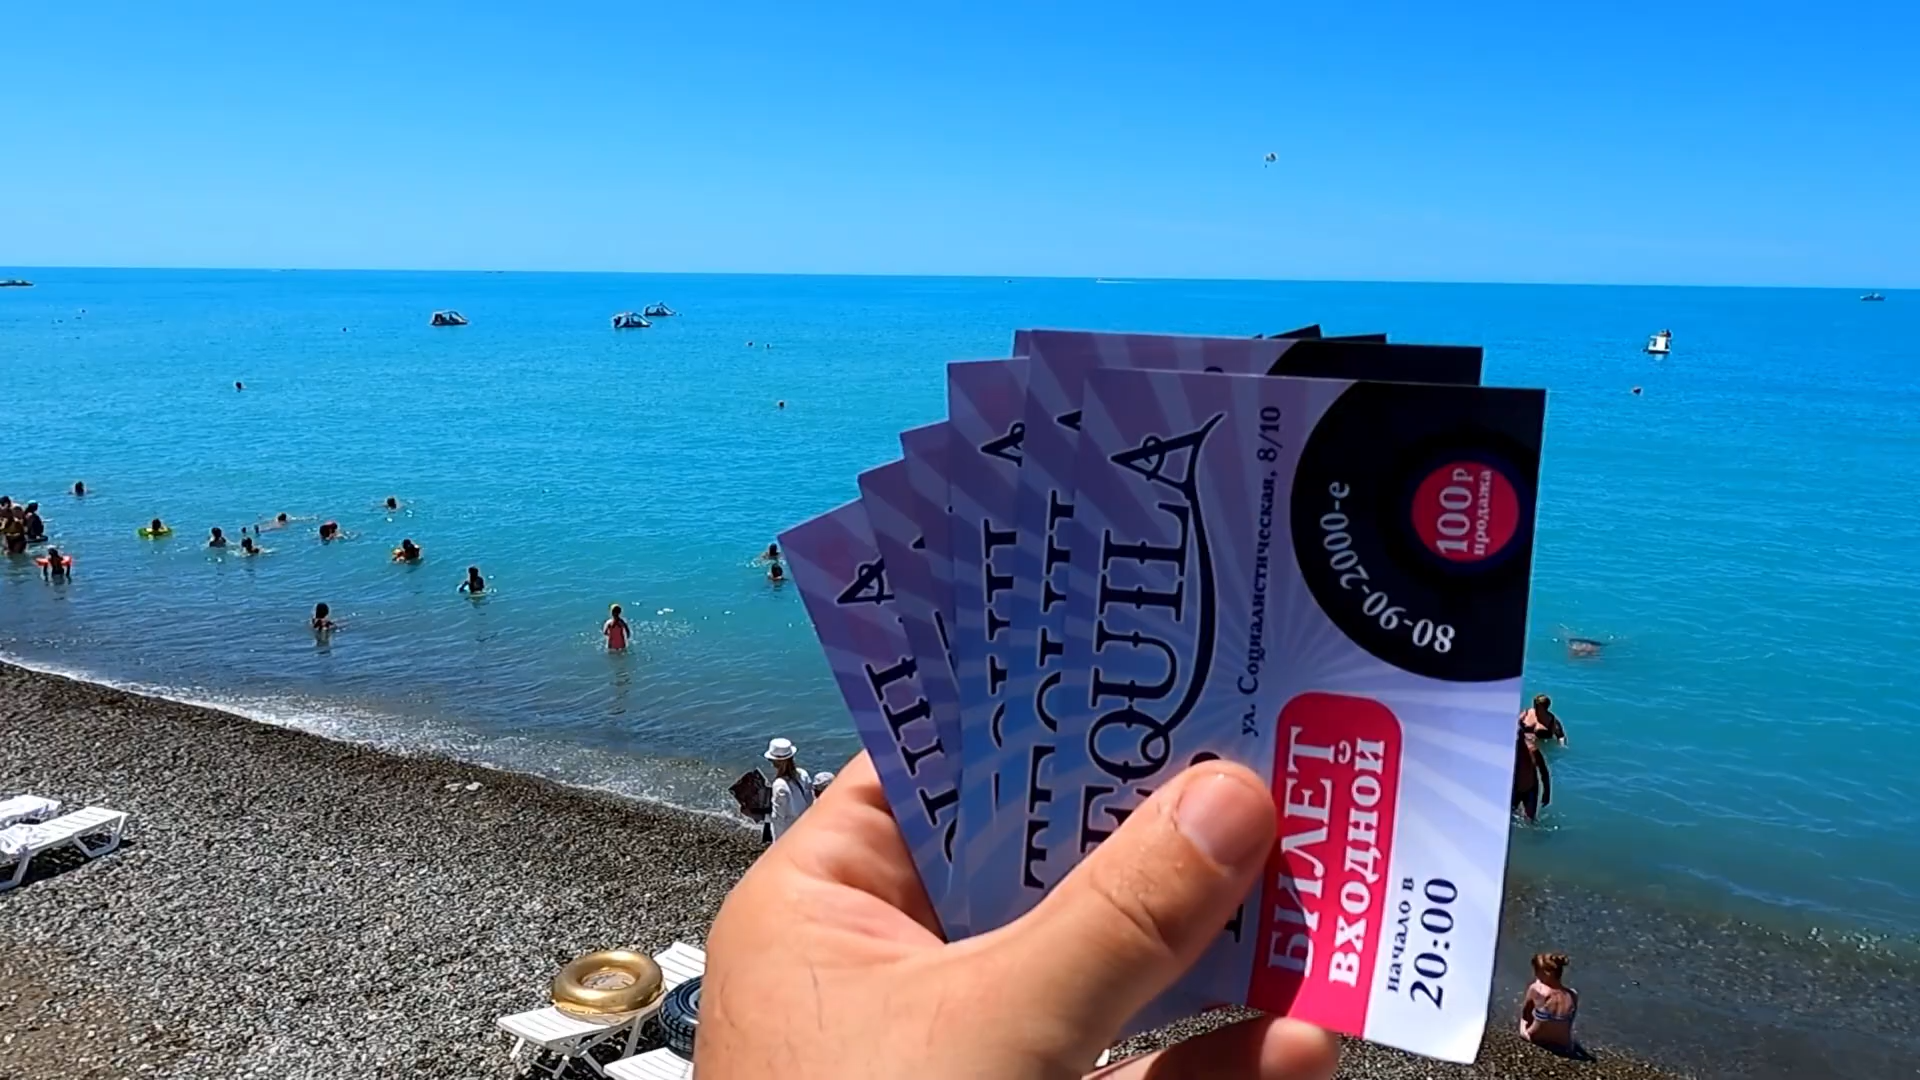 TEQUILA
ул. Социалистическая, 8/10
80-90-2000-е
100р
продажа
БИЛЕТ
ВХОДНОЙ
начало в
20:00